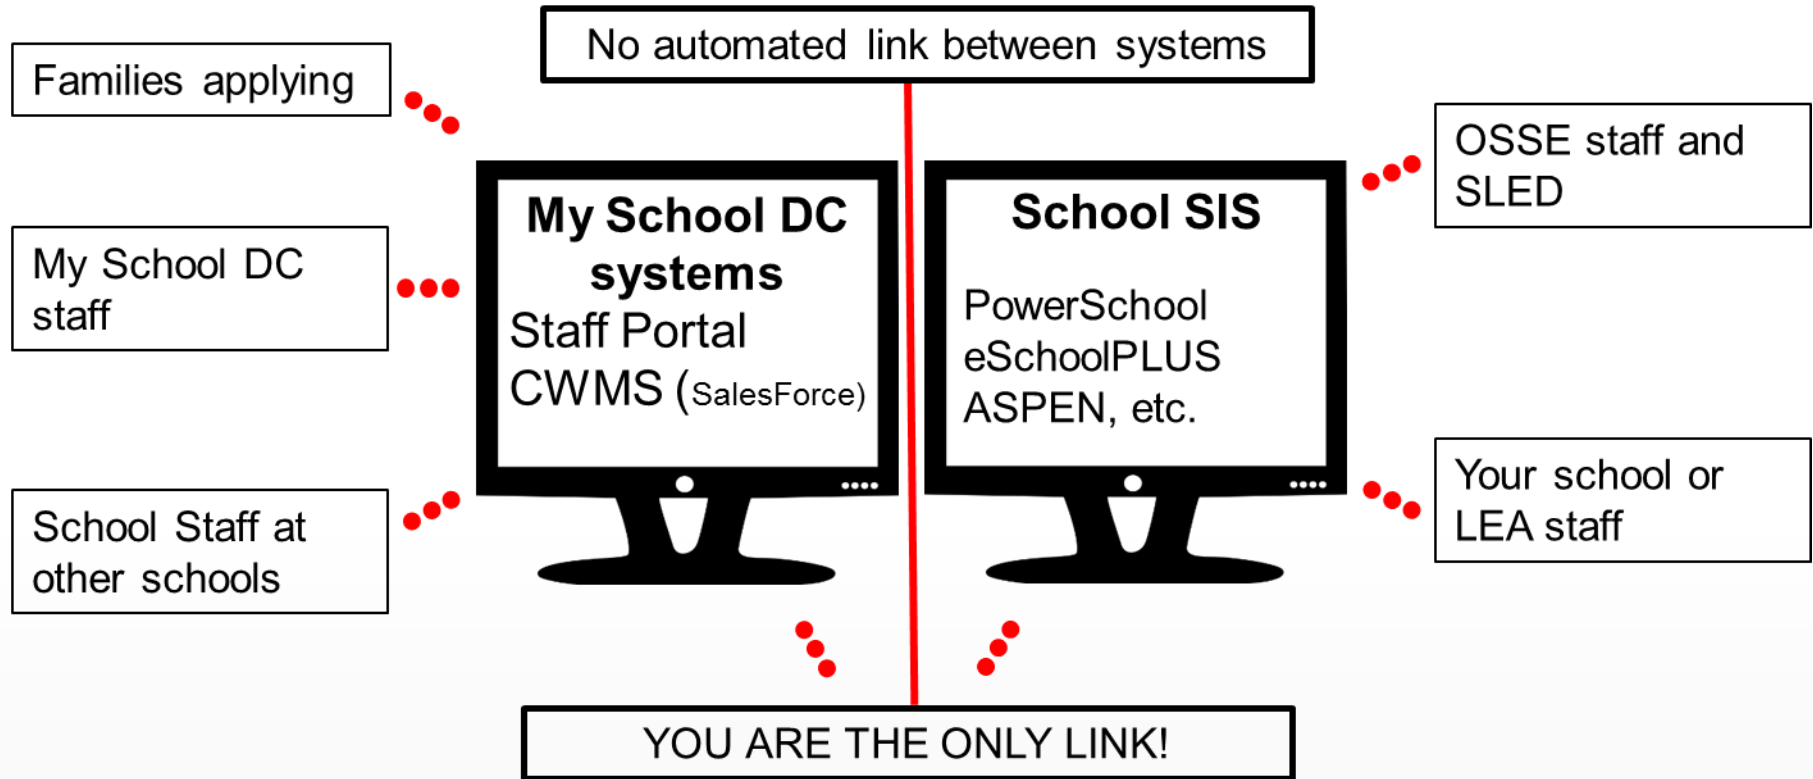 No automated link between systems
Families applying
My School DC
staff
School Staff at
other schools
My School DC
systems
Staff Portal
CWMS (SalesForce)
School SIS
PowerSchool
eSchoolPLUS
ASPEN, etc.
OSSE staff and
SLED
Your school or
LEA staff
YOU ARE THE ONLY LINK!